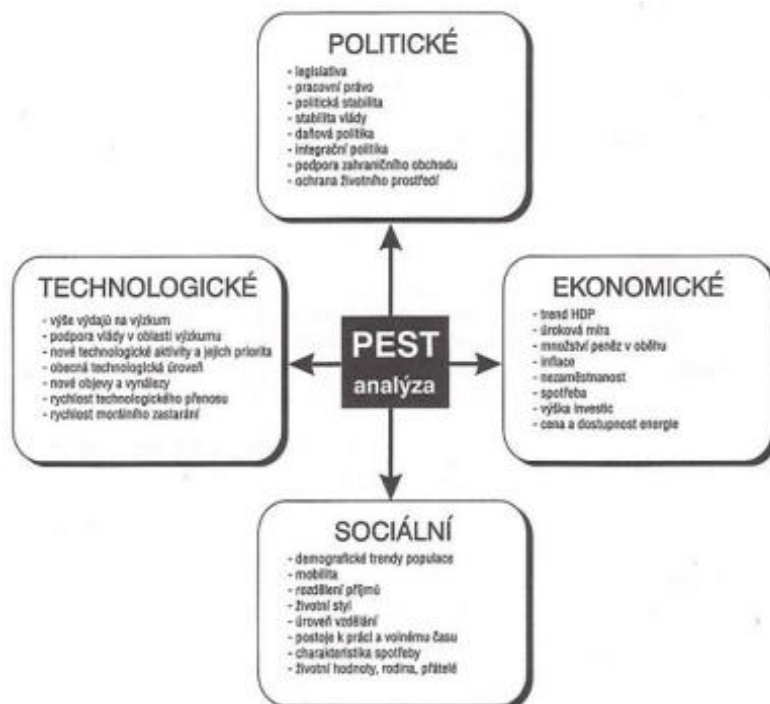 POLITICKÉ
- legislativa
- pracovní právo
- politická stabilita
- stabilita vlády
- daňová politika
- integrační politika
- podpora zahraničního obchodu
- ochrana životního prostředí
TECHNOLOGICKÉ
- výše výdajů na výzkum
- podpora vlády v oblasti výzkumu
- nové technologické aktivity a jejich priorita
- obecná technologická úroveň
- nové objevy a vynálezy
- rychlost technologického přenosu
- rychlost morálního zastarání
PEST
analýza
EKONOMICKÉ
- trend HDP
- úroková míra
- množství peněz v oběhu
- inflace
- nezaměstnanost
- spotřeba
- výška investic
- cena a dostupnost energie
SOCIÁLNÍ
- demografické trendy populace
- mobilita
- rozdělení příjmů
- životní styl
- úroveň vzdělání
- postoje k práci a volnému času
- charakteristika spotřeby
- životní hodnoty, rodina, přátelé